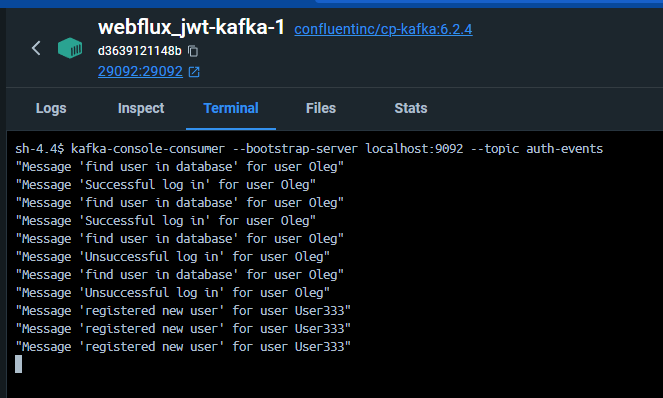 webflux_jwt-kafka-1 confluentinc/cp-kafka:6.2.4
d3639121148b
29092:29092
Logs Inspect Terminal Files Stats
sh-4.4$ kafka-console-consumer --bootstrap-server localhost:9092 --topic auth-events
"Message 'find user in database' for user Oleg"
"Message 'Successful log in' for user Oleg"
"Message 'find user in database' for user Oleg"
"Message 'Successful log in' for user Oleg"
"Message 'find user in database' for user Oleg"
"Message 'Unsuccessful log in' for user Oleg"
"Message 'find user in database' for user Oleg"
"Message 'Unsuccessful log in' for user Oleg"
"Message 'registered new user' for user User333"
"Message 'registered new user' for user User333"
"Message 'registered new user' for user User333"